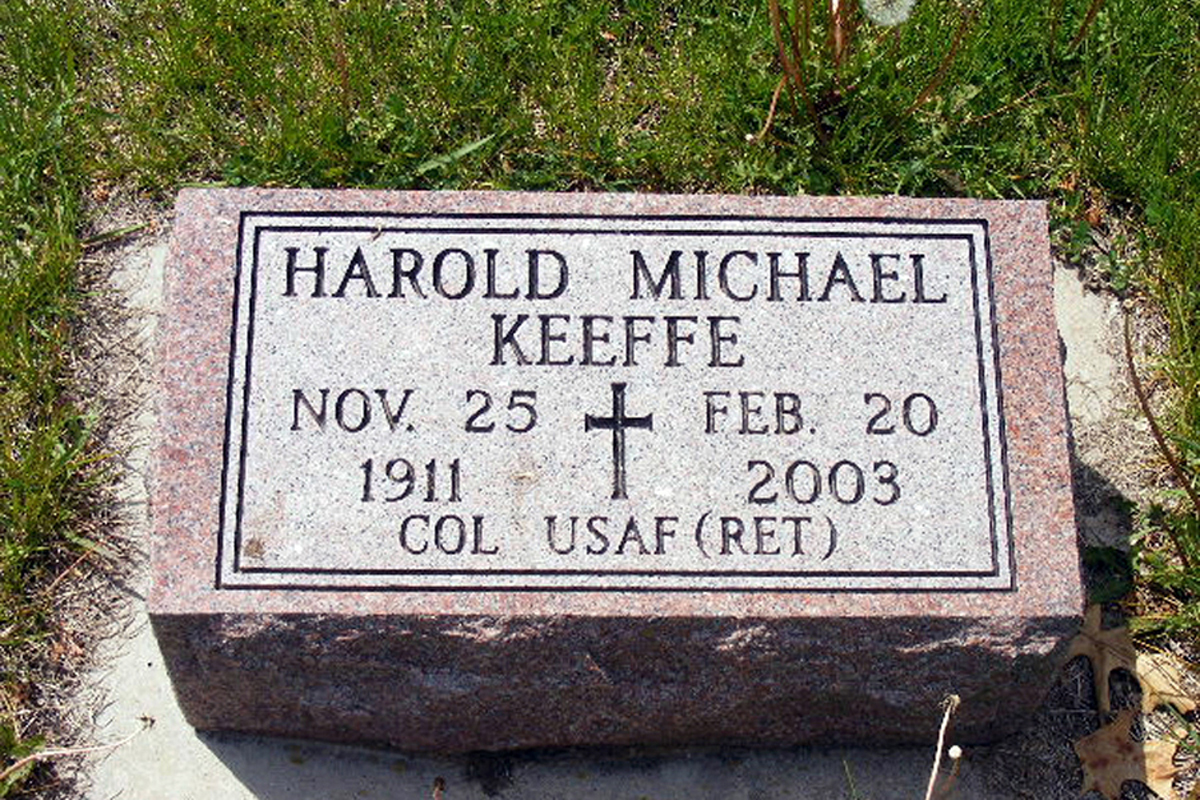 HAROLD MICHAEL
KEEFFE
NOV. 25 FEB. 20
1911 2003
COL USAF (RET)